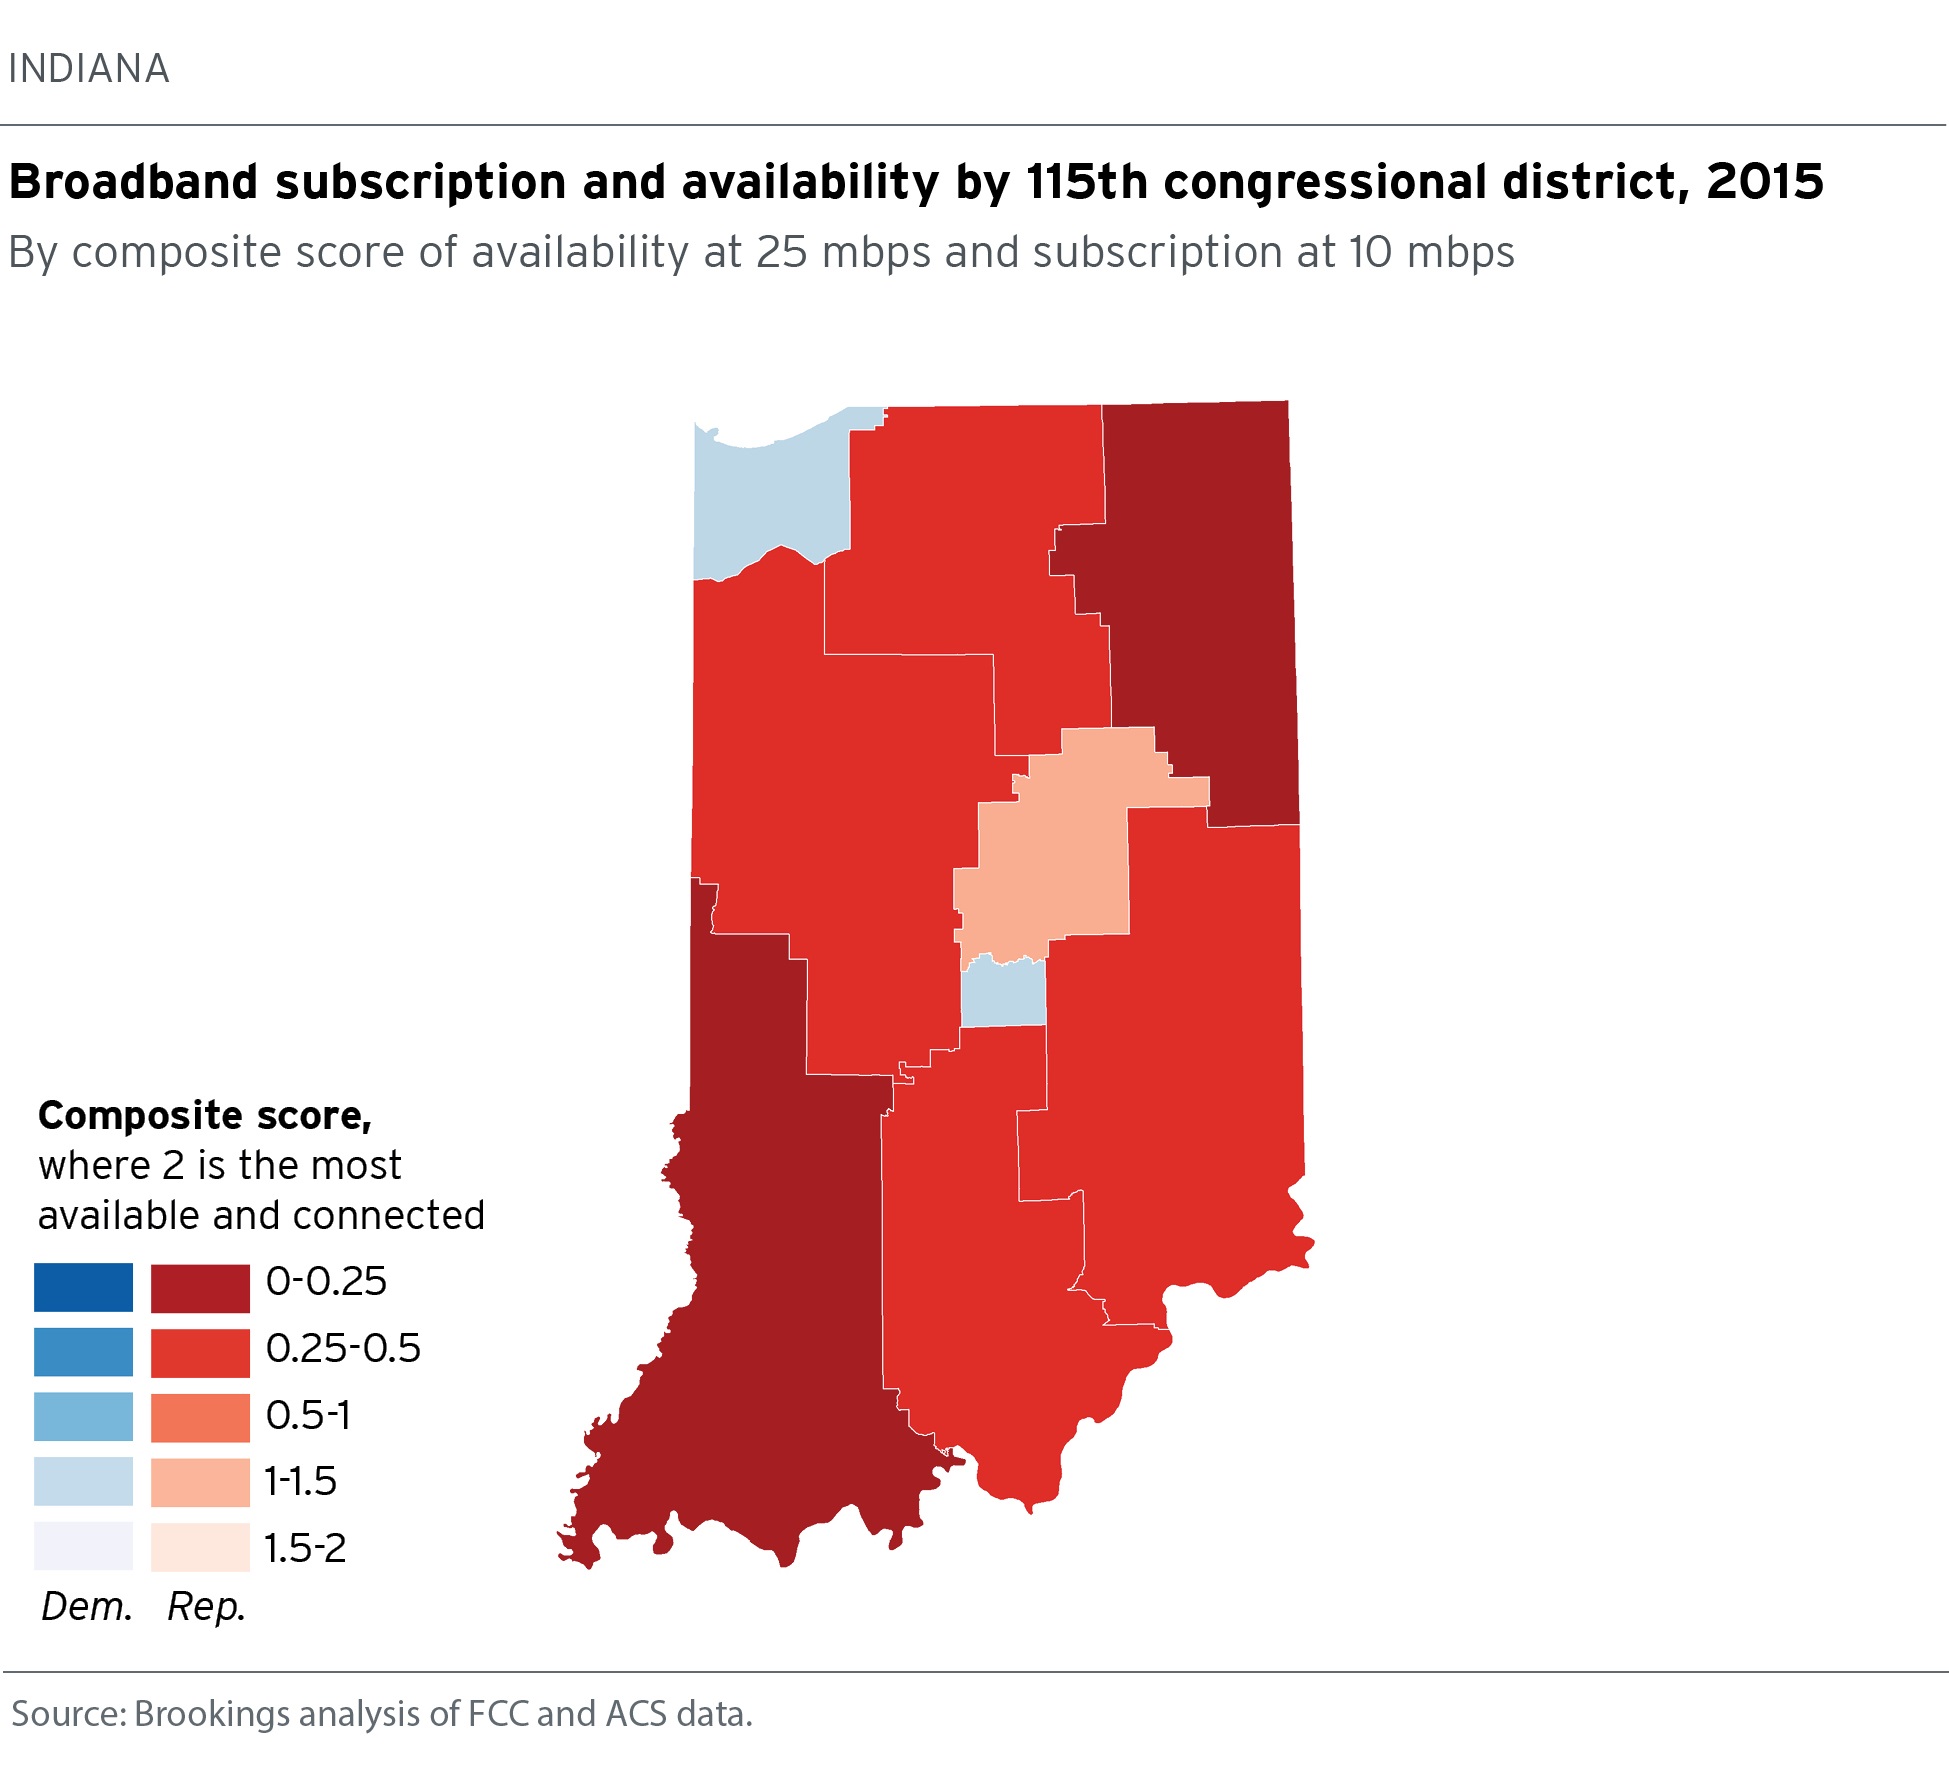 INDIANA
Broadband subscription and availability by 115th congressional district, 2015
By composite score of availability at 25 mbps and subscription at 10 mbps
Composite score,
where 2 is the most
available and connected
0-0.25
0.25-0.5
0.5-1
1-1.5
1.5-2
Dem. Rep.
Source: Brookings analysis of FCC and ACS data.